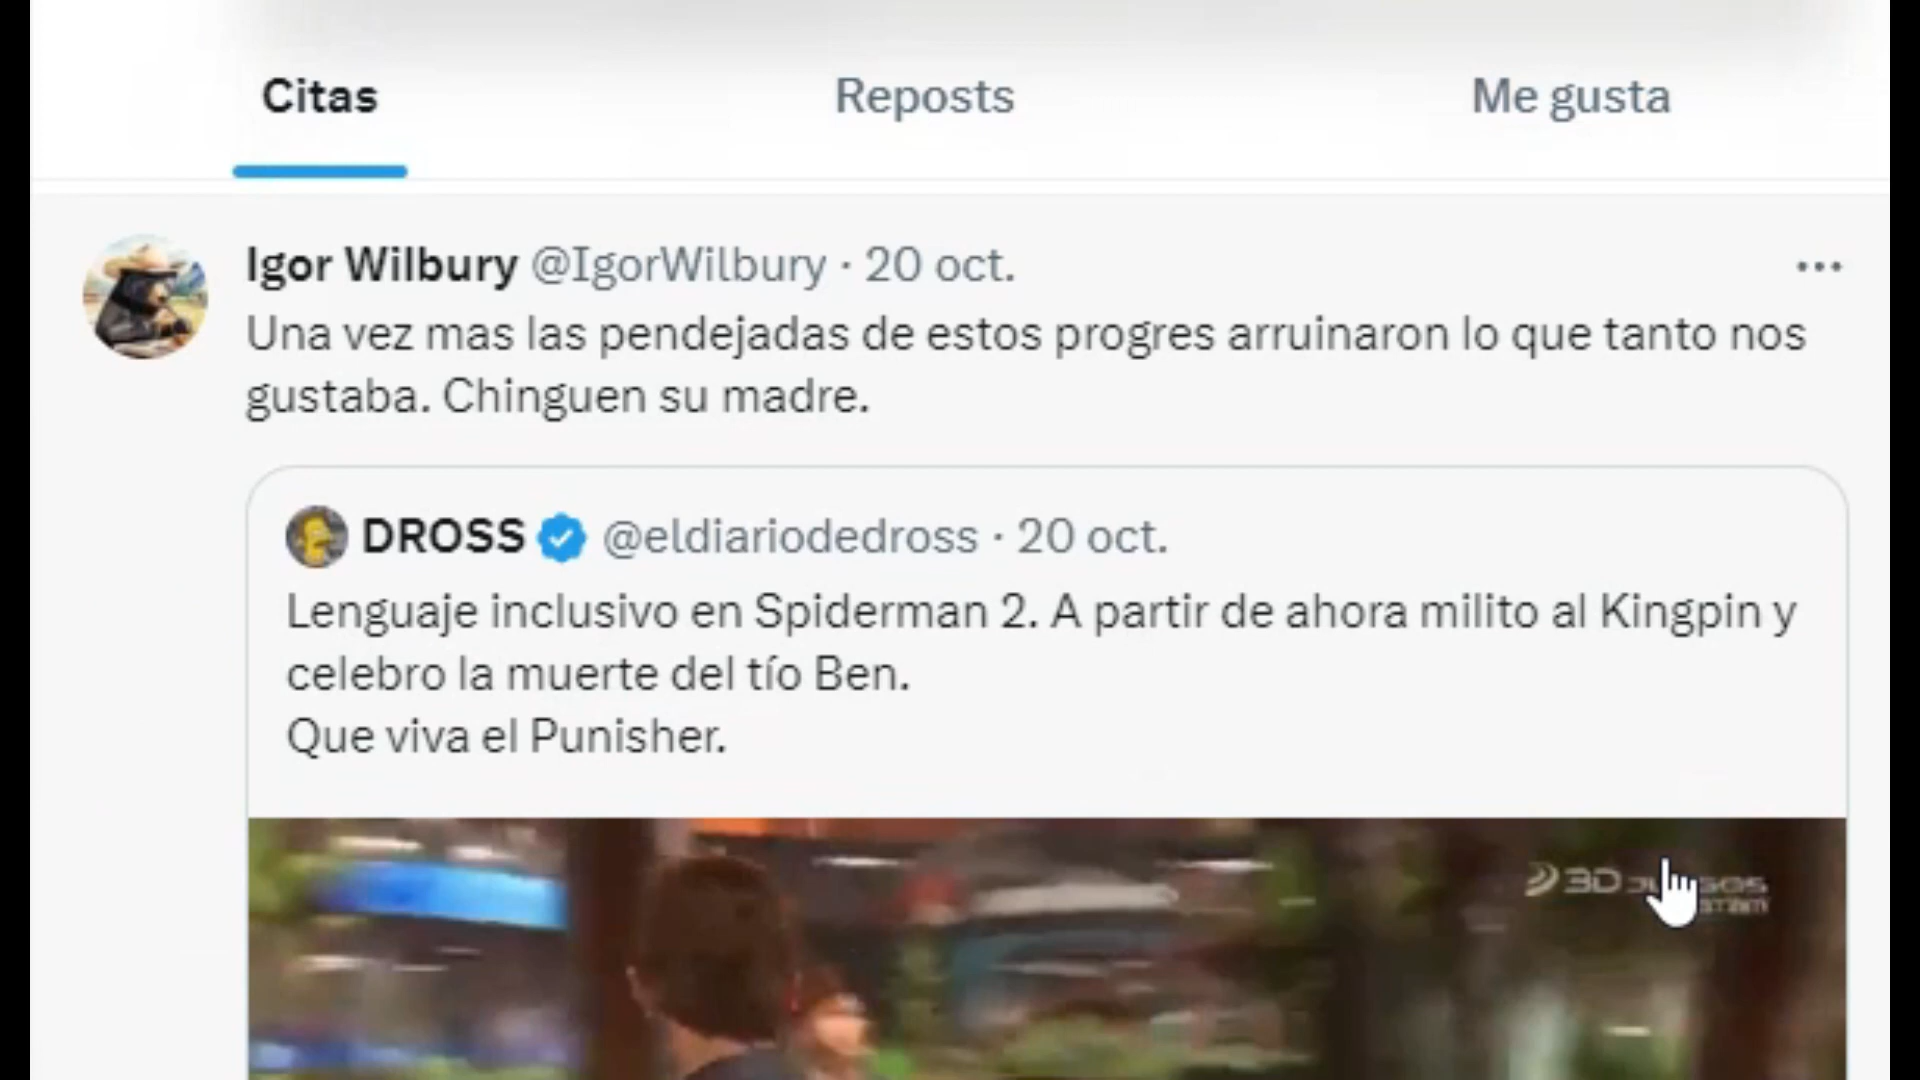 Citas
Reposts
Me gusta
Igor Wilbury @IgorWilbury · 20 oct.
Una vez mas las pendejadas de estos progres arruinaron lo que tanto nos
gustaba. Chinguen su madre.
DROSS @eldiariodedross · 20 oct.
Lenguaje inclusivo en Spiderman 2. A partir de ahora milito al Kingpin y
celebro la muerte del tío Ben.
Que viva el Punisher.
3D